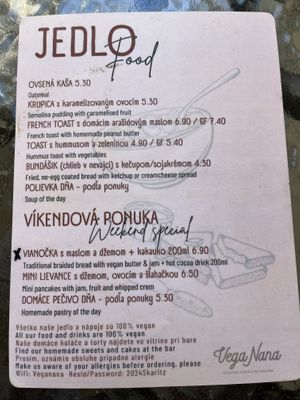 JEDLO
Food
OVSENÁ KAŠA 5.30
Oatmeal
KRUPICA s karamelizovaným ovocím 5.30
Semolina pudding with caramelised fruit
FRENCH TOAST s domácim arašidovým maslom 6.90 / GF 7.40
French toast with homemade peanut butter
TOAST s hummusom a zeleninou 4.90 / GF 5.40
Hummus toast with vegetables
BUNDÁŠIK (chlieb v nevajci) s kečupom/sojakrémom 4.50
Fried, no-egg coated bread with ketchup or creamcheese spread
POLIEVKA DŇA - podľa ponuky
Soup of the day
VÍKENDOVÁ PONUKA
Weekend special
x VIANOČKA s maslom a džemom + kakauko 200ml 6.90
Traditional braided bread with vegan butter & jam + hot cocoa drink 200ml
MINI LIEVANCE s džemom, ovocím a šľahačkou 6.50
Mini pancakes with jam, fruit and whipped crem
DOMÁCE PEČIVO DŇA - podľa ponuky 5.30
Homemade pastry of the day
Všetko naše jedlo a nápoje sú 100% vegan
All our food and drinks are 100% vegan
Naše domáce koláče a torty nájdete vo vitríne pri bare
Find our homemade sweets and cakes at the bar
Prosím, oznámte obsluhe prípadné alergie
Make us aware of your allergies before ordering, please
Wifi: Veganana Heslo/Password: 2024Skaritz
Vega Nana